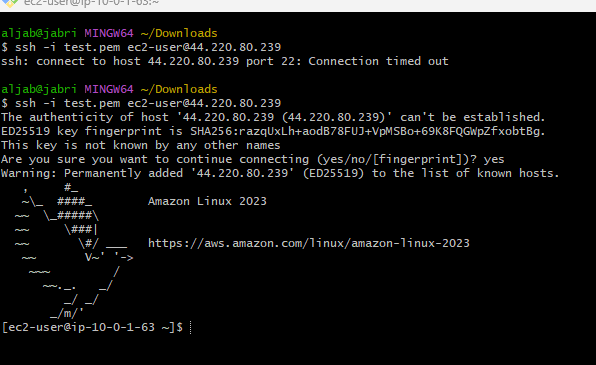 ec2-user@ip-10-0-1-63:~
aljab@jabri MINGW64 ~/Downloads
$ ssh -i test.pem ec2-user@44.220.80.239
ssh: connect to host 44.220.80.239 port 22: Connection timed out
aljab@jabri MINGW64 ~/Downloads
$ ssh -i test.pem ec2-user@44.220.80.239
The authenticity of host '44.220.80.239 (44.220.80.239)' can't be established.
ED25519 key fingerprint is SHA256:razqUxLh+aodB78FUJ+VpMSBo+69K8FQGWpZfxobtBg.
This key is not known by any other names
Are you sure you want to continue connecting (yes/no/[fingerprint])? yes
Warning: Permanently added '44.220.80.239' (ED25519) to the list of known hosts.
   ,     #_
   ~\_  ####_        Amazon Linux 2023
  ~~  \_#####\
  ~~     \###|
  ~~       \#/ ___   https://aws.amazon.com/linux/amazon-linux-2023
   ~~       V~' '->
    ~~~         /
      ~~._.   _/
         _/ _/
       _/m/'
[ec2-user@ip-10-0-1-63 ~]$